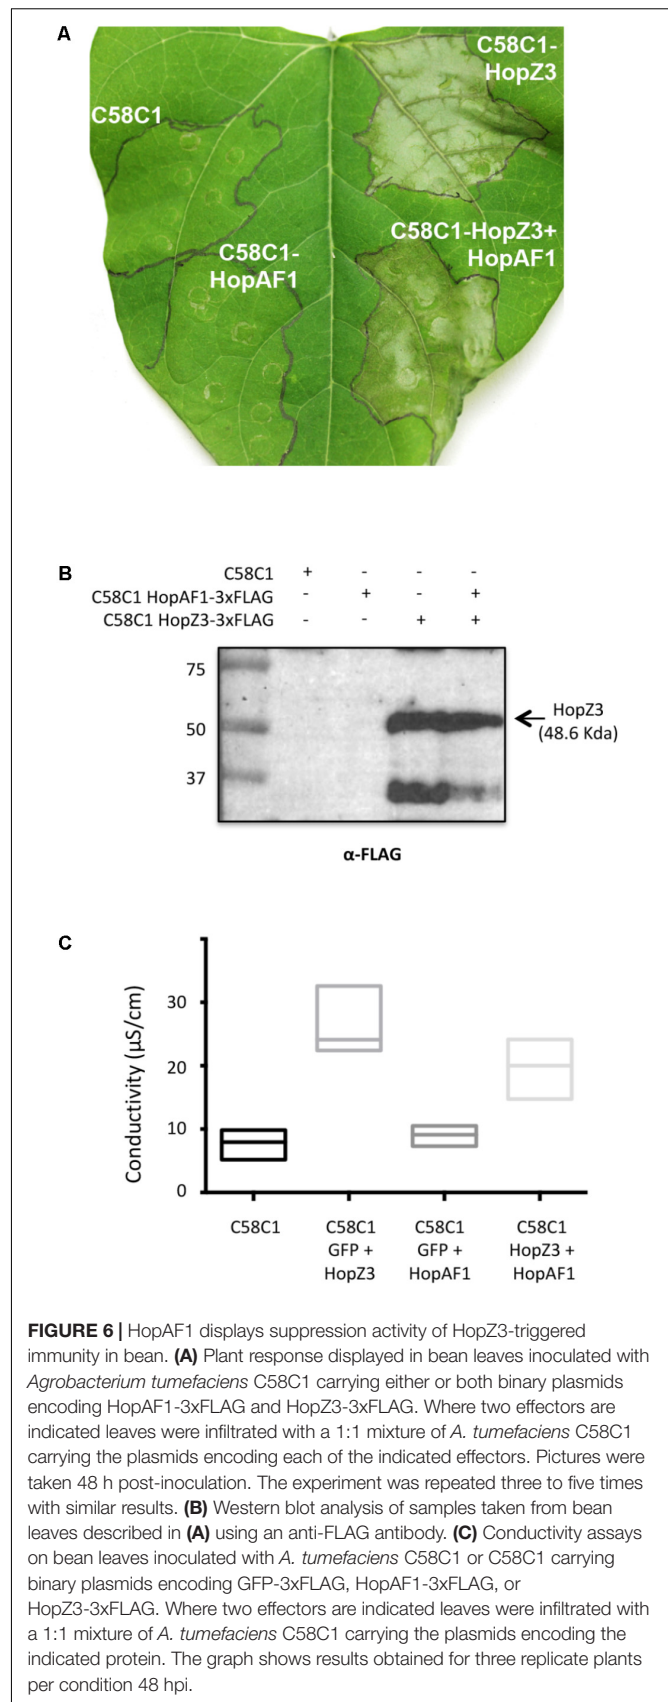 A
C58C1-
HopZ3
C58C1
C58C1-HopZ3+
HopAF1
C58C1-
HopAF1
B
C58C1 + - - -
C58C1 HopAF1-3xFLAG - + - +
C58C1 HopZ3-3xFLAG - - + +
75
50
37
HopZ3
(48.6 Kda)
α-FLAG
C
Conductivity (µS/cm)
30
20
10
0
C58C1
C58C1
GFP +
HopZ3
C58C1
GFP +
HopAF1
C58C1
HopZ3 +
HopAF1
FIGURE 6 | HopAF1 displays suppression activity of HopZ3-triggered
immunity in bean. (A) Plant response displayed in bean leaves inoculated with
Agrobacterium tumefaciens C58C1 carrying either or both binary plasmids
encoding HopAF1-3xFLAG and HopZ3-3xFLAG. Where two effectors are
indicated leaves were infiltrated with a 1:1 mixture of A. tumefaciens C58C1
carrying the plasmids encoding each of the indicated effectors. Pictures were
taken 48 h post-inoculation. The experiment was repeated three to five times
with similar results. (B) Western blot analysis of samples taken from bean
leaves described in (A) using an anti-FLAG antibody. (C) Conductivity assays
on bean leaves inoculated with A. tumefaciens C58C1 or C58C1 carrying
binary plasmids encoding GFP-3xFLAG, HopAF1-3xFLAG, or
HopZ3-3xFLAG. Where two effectors are indicated leaves were infiltrated with
a 1:1 mixture of A. tumefaciens C58C1 carrying the plasmids encoding the
indicated protein. The graph shows results obtained for three replicate plants
per condition 48 hpi.